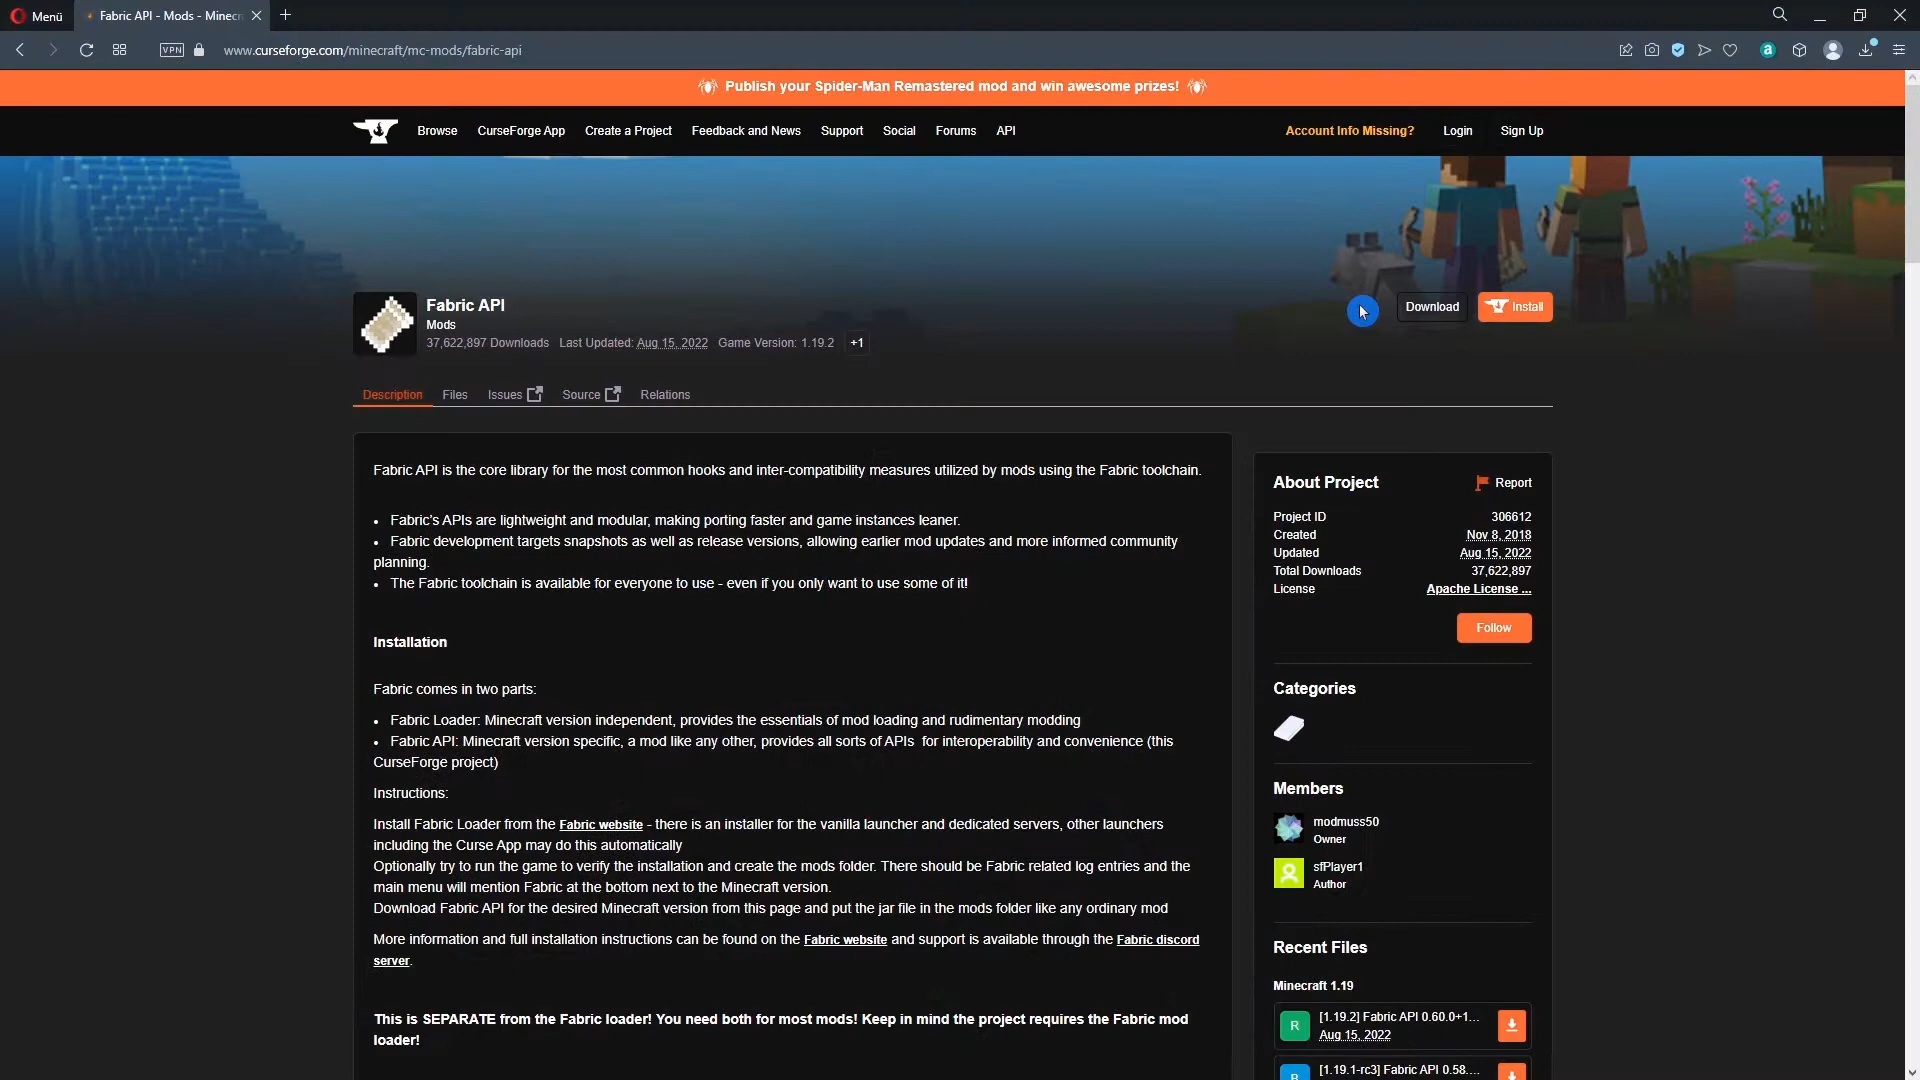 Menü
Fabric API - Mods - Minecr
VPN
www.curseforge.com/minecraft/mc-mods/fabric-api
a
Publish your Spider-Man Remastered mod and win awesome prizes!
Browse CurseForge App Create a Project Feedback and News Support Social Forums API Account Info Missing? Login Sign Up
Fabric API
Mods
37,622,897 Downloads Last Updated: Aug 15, 2022 Game Version: 1.19.2 +1
Download Install
Description Files Issues Source Relations
Fabric API is the core library for the most common hooks and inter-compatibility measures utilized by mods using the Fabric toolchain.
• Fabric's APIs are lightweight and modular, making porting faster and game instances leaner.
• Fabric development targets snapshots as well as release versions, allowing earlier mod updates and more informed community
planning.
• The Fabric toolchain is available for everyone to use - even if you only want to use some of it!
Installation
Fabric comes in two parts:
• Fabric Loader: Minecraft version independent, provides the essentials of mod loading and rudimentary modding
• Fabric API: Minecraft version specific, a mod like any other, provides all sorts of APIs  for interoperability and convenience (this
CurseForge project)
Instructions:
Install Fabric Loader from the Fabric website - there is an installer for the vanilla launcher and dedicated servers, other launchers
including the Curse App may do this automatically
Optionally try to run the game to verify the installation and create the mods folder. There should be Fabric related log entries and the
main menu will mention Fabric at the bottom next to the Minecraft version.
Download Fabric API for the desired Minecraft version from this page and put the jar file in the mods folder like any ordinary mod
More information and full installation instructions can be found on the Fabric website and support is available through the Fabric discord
server.
This is SEPARATE from the Fabric loader! You need both for most mods! Keep in mind the project requires the Fabric mod
loader!
About Project Report
Project ID 306612
Created Nov 8, 2018
Updated Aug 15, 2022
Total Downloads 37,622,897
License Apache License ...
Follow
Categories
Members
modmuss50
Owner
sfPlayer1
Author
Recent Files
Minecraft 1.19
R [1.19.2] Fabric API 0.60.0+1...
Aug 15, 2022
B [1.19.1-rc3] Fabric API 0.58....